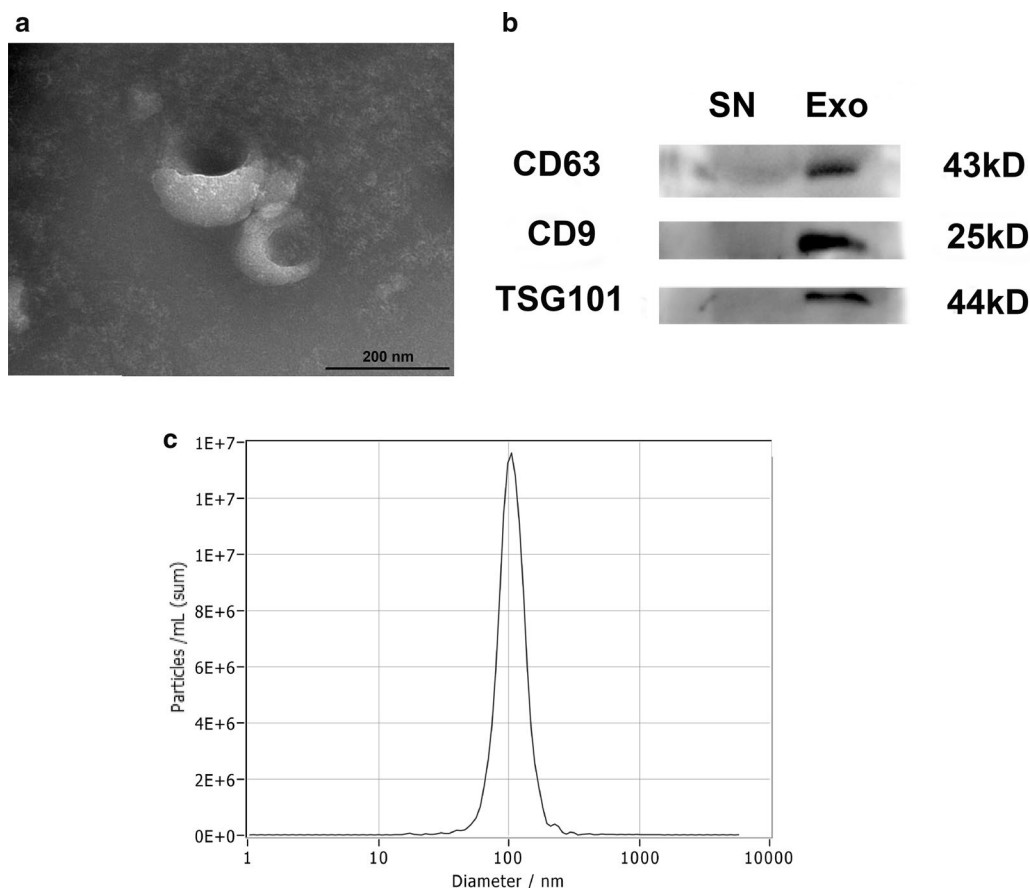 a
200 nm
b
SN Exo
CD63 43kD
CD9 25kD
TSG101 44kD
c
1E+7
1E+7
1E+7
8E+6
6E+6
4E+6
2E+6
0E+0
Particles /mL (sum)
1 10 100 1000 10000
Diameter / nm